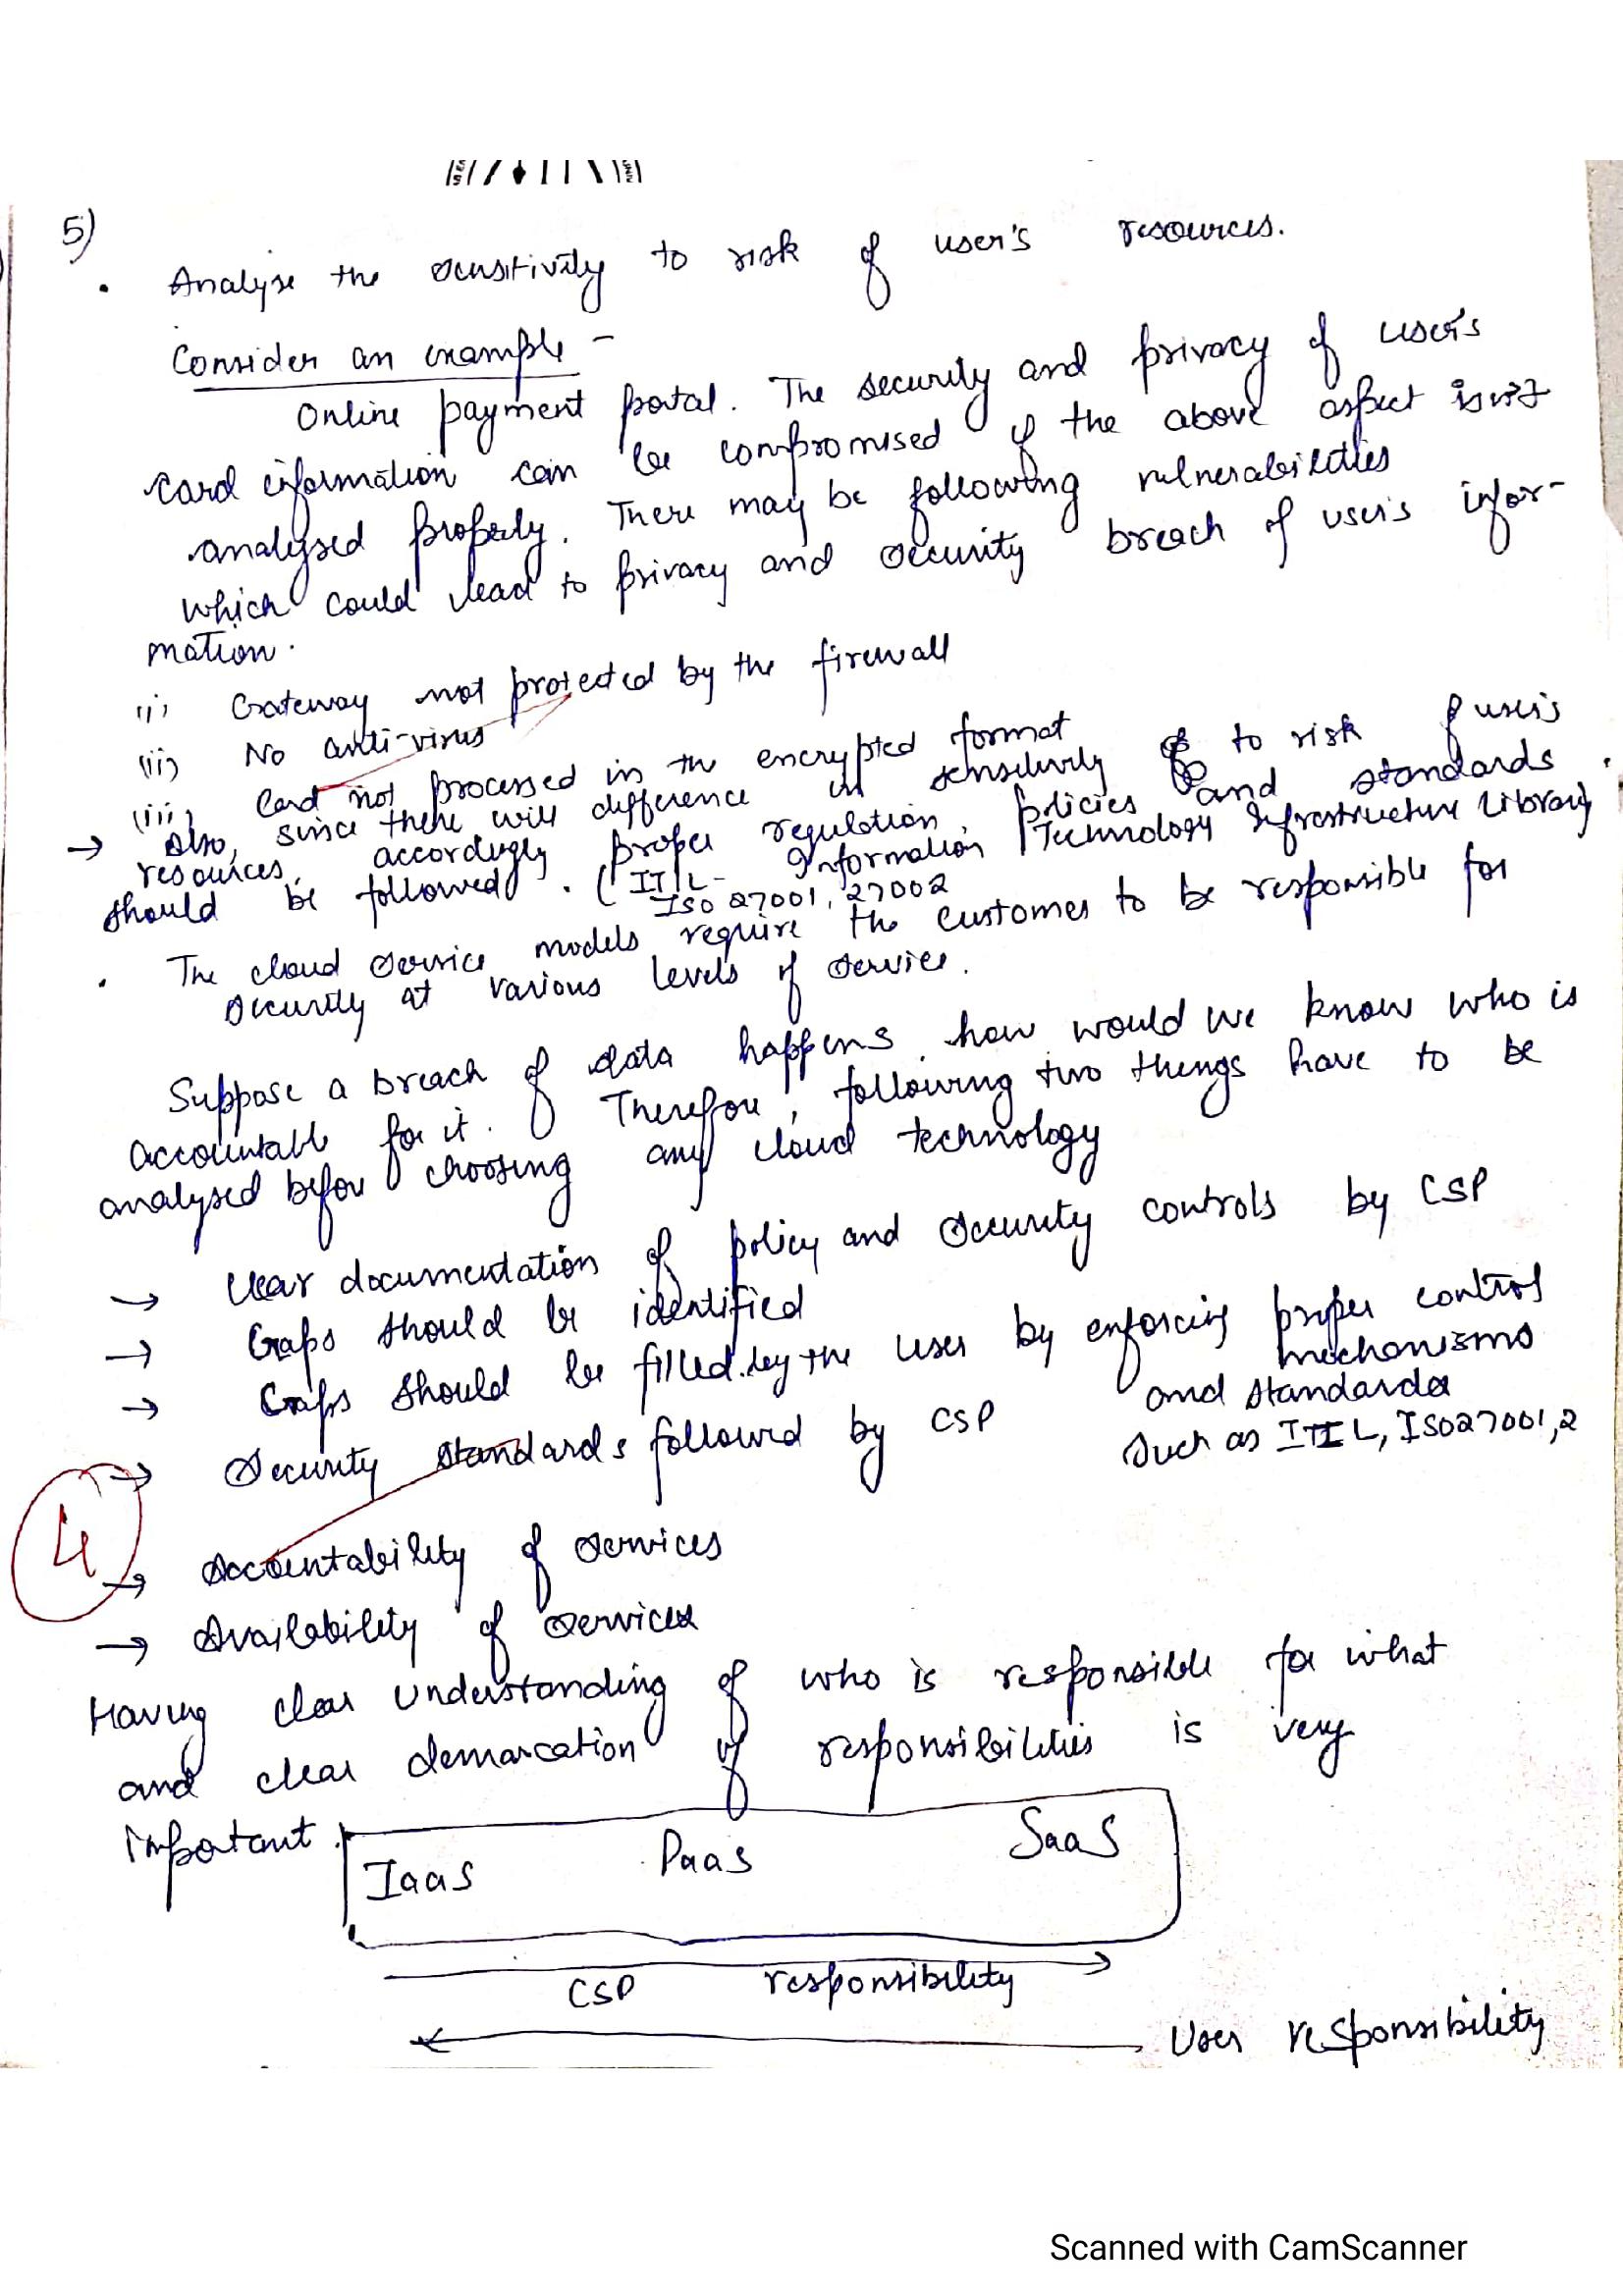 5)
• Analyse the sensitivity to risk of user's resources.
Consider an example -
Online payment portal. The security and privacy of user's
card information can be compromised if the above aspect isn't
analysed properly. There may be following vulnerabilities
which could lead to privacy and security breach of user's infor-
mation.
(i) Gateway not protected by the firewall
(ii) No anti-virus
(iii) Card not processed in the encrypted format
→ Also, since there will difference in sensitivity to risk of user's
resources, accordingly proper regulation, policies and standards
should be followed. (ITIL - Information Technology Infrastructure Library
ISO 27001, 27002
• The cloud service models require the customer to be responsible for
security at various levels of service.
Suppose a breach of data happens, how would we know who is
accountable for it. Therefore, following two things have to be
analysed before choosing any cloud technology
→ Clear documentation of policy and security controls by CSP
→ Gaps should be identified
→ Gaps should be filled by the user by enforcing proper control
mechanisms
and standards
such as ITIL, ISO27001,2
→ Security standards followed by CSP
4
→ Accountability of services
→ Availability of services
Having clear understanding of who is responsible for what
and clear demarcation of responsibilities is very
important.
IaaS PaaS SaaS
CSP responsibility
User responsibility
Scanned with CamScanner